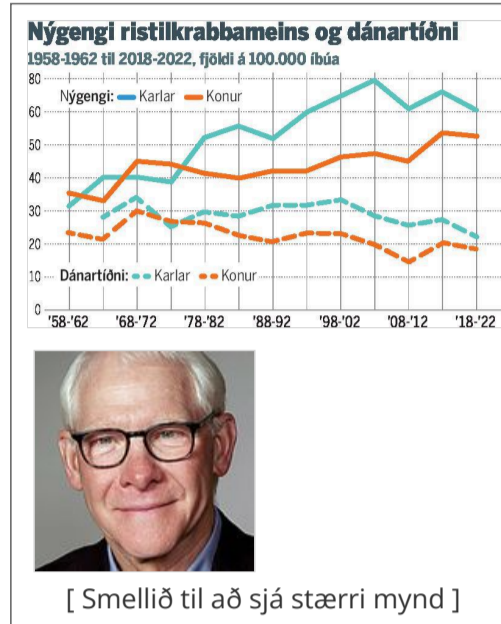 Nýgengi ristilkrabbameins og dánartíðni
1958-1962 til 2018-2022, fjöldi á 100.000 íbúa
80
Nýgengi: Karlar Konur
70
60
50
40
30
20
10
Dánartíðni: Karlar Konur
0
'58-'62 '68-'72 '78-'82 '88-'92 '98-'02 '08-'12 '18-'22
[ Smellið til að sjá stærri mynd ]